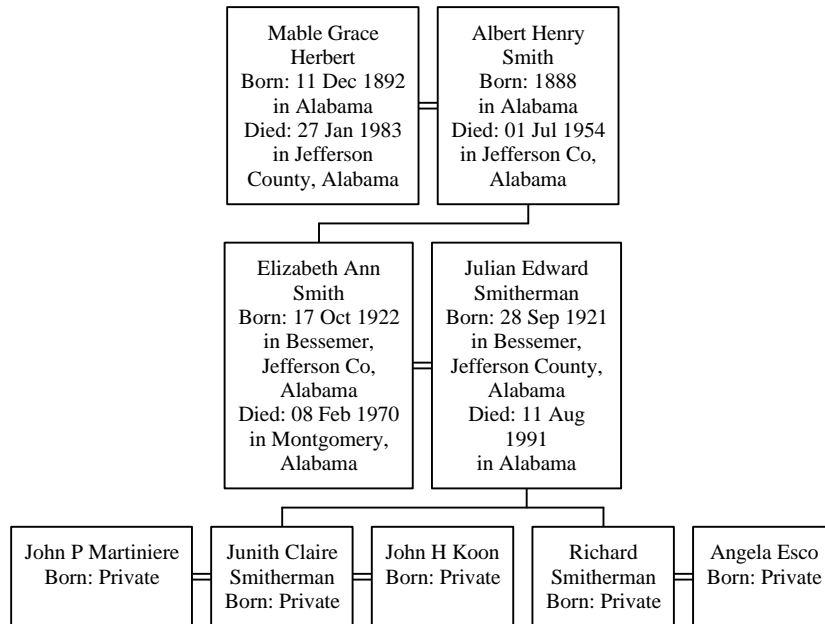 Mable Grace
Herbert
Born: 11 Dec 1892
in Alabama
Died: 27 Jan 1983
in Jefferson
County, Alabama
Albert Henry
Smith
Born: 1888
in Alabama
Died: 01 Jul 1954
in Jefferson Co,
Alabama
Elizabeth Ann
Smith
Born: 17 Oct 1922
in Bessemer,
Jefferson Co,
Alabama
Died: 08 Feb 1970
in Montgomery,
Alabama
Julian Edward
Smitherman
Born: 28 Sep 1921
in Bessemer,
Jefferson County,
Alabama
Died: 11 Aug
1991
in Alabama
John P Martiniere
Born: Private
Junith Claire
Smitherman
Born: Private
John H Koon
Born: Private
Richard
Smitherman
Born: Private
Angela Esco
Born: Private